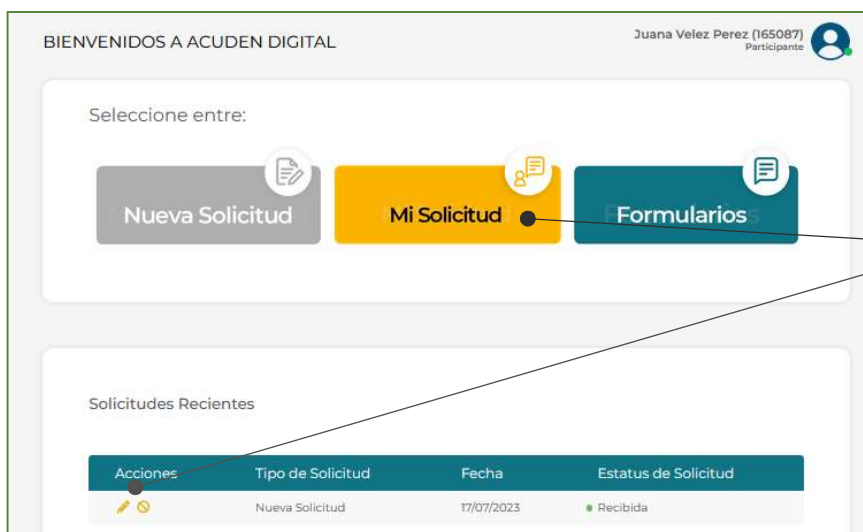 BIENVENIDOS A ACUDEN DIGITAL
Juana Velez Perez (165087)
Participante
Seleccione entre:
Nueva Solicitud
Mi Solicitud
Formularios
Solicitudes Recientes
Acciones Tipo de Solicitud Fecha Estatus de Solicitud
Nueva Solicitud 17/07/2023 Recibida